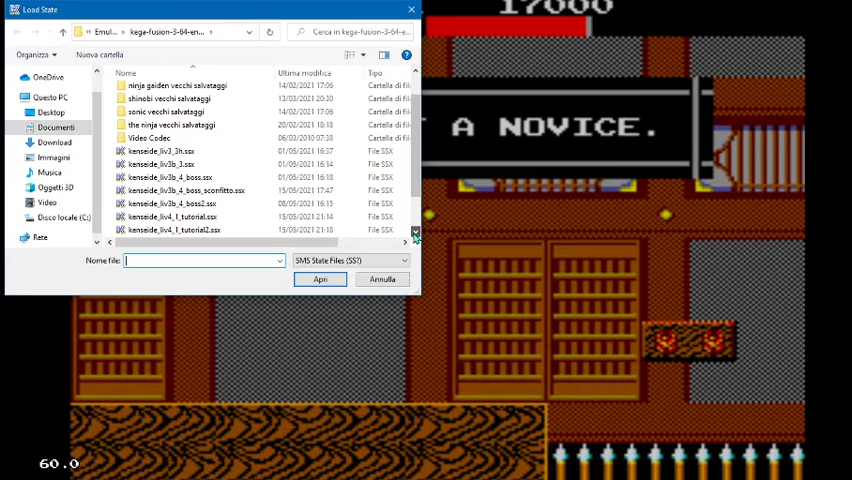 17000
Load State
« Emul... › kega-fusion-3-64-en...
Cerca in kega-fusion-3-64-e...
Organizza
Nuova cartella
Nome
Ultima modifica
Tipo
OneDrive
Questo PC
Desktop
Documenti
Download
Immagini
Musica
Oggetti 3D
Video
Disco locale (C:)
Rete
ninja gaiden vecchi salvataggi 14/02/2021 17:06 Cartella di file
shinobi vecchi salvataggi 13/03/2021 20:30 Cartella di file
sonic vecchi salvataggi 14/02/2021 17:06 Cartella di file
the ninja vecchi salvataggi 20/02/2021 18:18 Cartella di file
Video Codec 06/03/2010 07:38 Cartella di file
kenseide_liv3_3h.ssx 01/05/2021 16:37 File SSX
kenseide_liv3b_3.ssx 01/05/2021 16:14 File SSX
kenseide_liv3b_4_boss.ssx 01/05/2021 16:18 File SSX
kenseide_liv3b_4_boss_sconfitto.ssx 15/05/2021 17:47 File SSX
kenseide_liv3b_4_boss2.ssx 08/05/2021 16:15 File SSX
kenseide_liv4_1_tutorial.ssx 15/05/2021 21:14 File SSX
kenseide_liv4_1_tutorial2.ssx 15/05/2021 21:18 File SSX
Nome file:
SMS State Files (SS?)
Apri
Annulla
T A NOVICE.
60.0